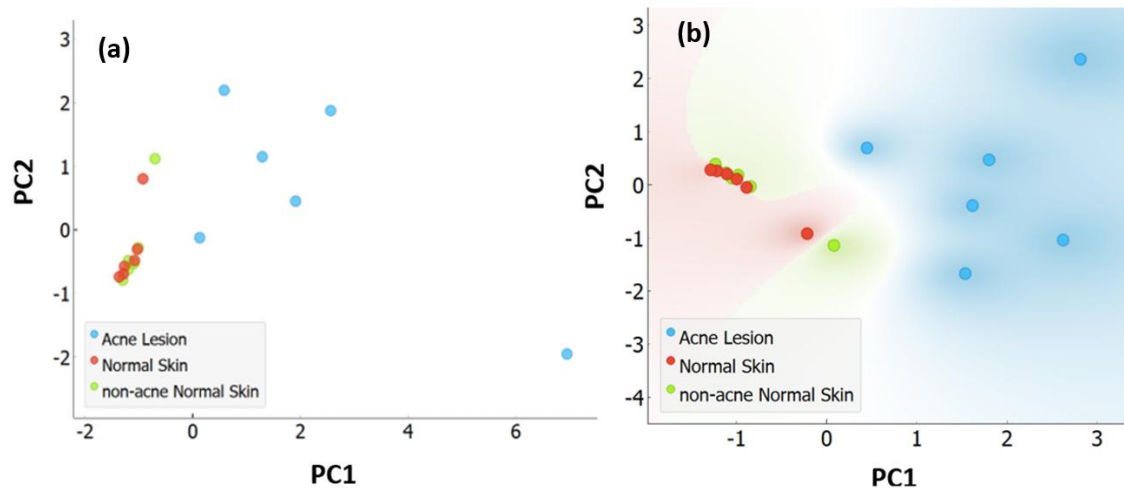 (a)
3
2
1
0
-1
-2
PC2
Acne Lesion
Normal Skin
non-acne Normal Skin
-2 0 2 4 6
PC1
(b)
3
2
1
0
-1
-2
-3
-4
PC2
Acne Lesion
Normal Skin
non-acne Normal Skin
-1 0 1 2 3
PC1